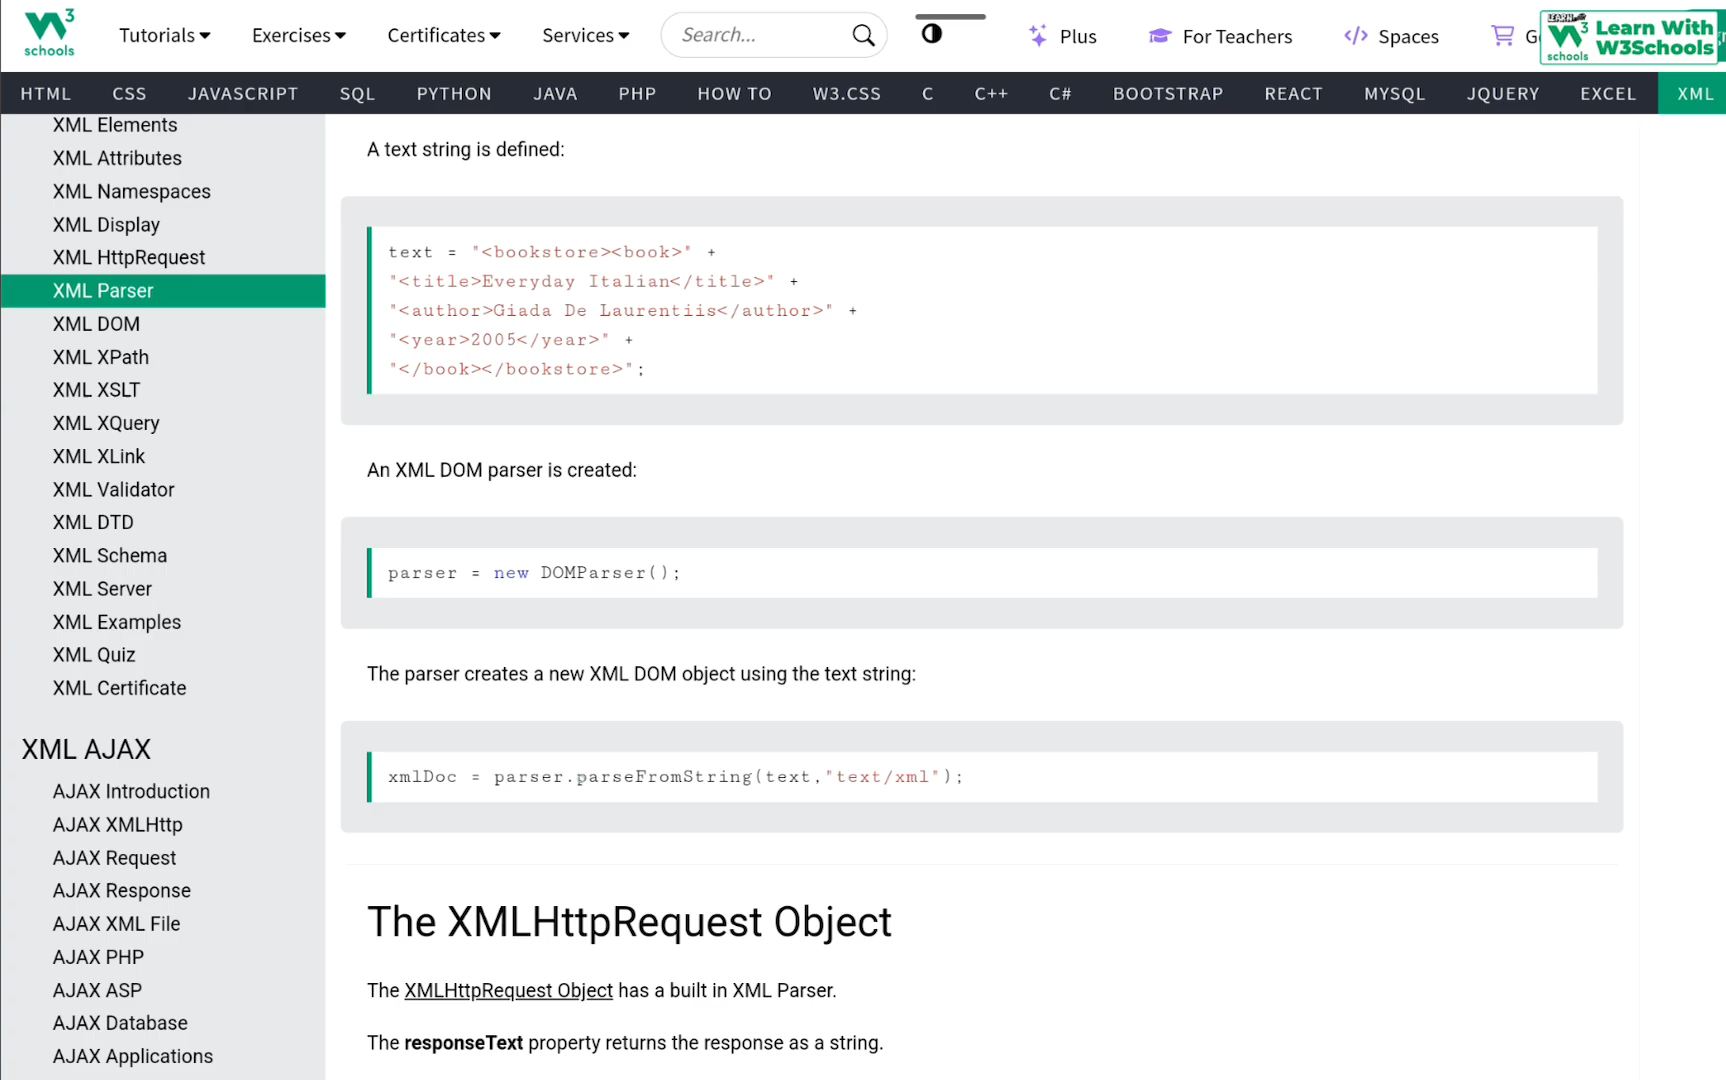 W3 schools
Tutorials
Exercises
Certificates
Services
Search...
Plus
For Teachers
Spaces
LEARN
W3 schools
Learn With
W3Schools
HTML
CSS
JAVASCRIPT
SQL
PYTHON
JAVA
PHP
HOW TO
W3.CSS
C
C++
C#
BOOTSTRAP
REACT
MYSQL
JQUERY
EXCEL
XML
XML Elements
XML Attributes
XML Namespaces
XML Display
XML HttpRequest
XML Parser
XML DOM
XML XPath
XML XSLT
XML XQuery
XML XLink
XML Validator
XML DTD
XML Schema
XML Server
XML Examples
XML Quiz
XML Certificate
XML AJAX
AJAX Introduction
AJAX XMLHttp
AJAX Request
AJAX Response
AJAX XML File
AJAX PHP
AJAX ASP
AJAX Database
AJAX Applications
A text string is defined:
text = "<bookstore><book>" +
"<title>Everyday Italian</title>" +
"<author>Giada De Laurentiis</author>" +
"<year>2005</year>" +
"</book></bookstore>";
An XML DOM parser is created:
parser = new DOMParser();
The parser creates a new XML DOM object using the text string:
xmlDoc = parser.parseFromString(text,"text/xml");
The XMLHttpRequest Object
The XMLHttpRequest Object has a built in XML Parser.
The responseText property returns the response as a string.